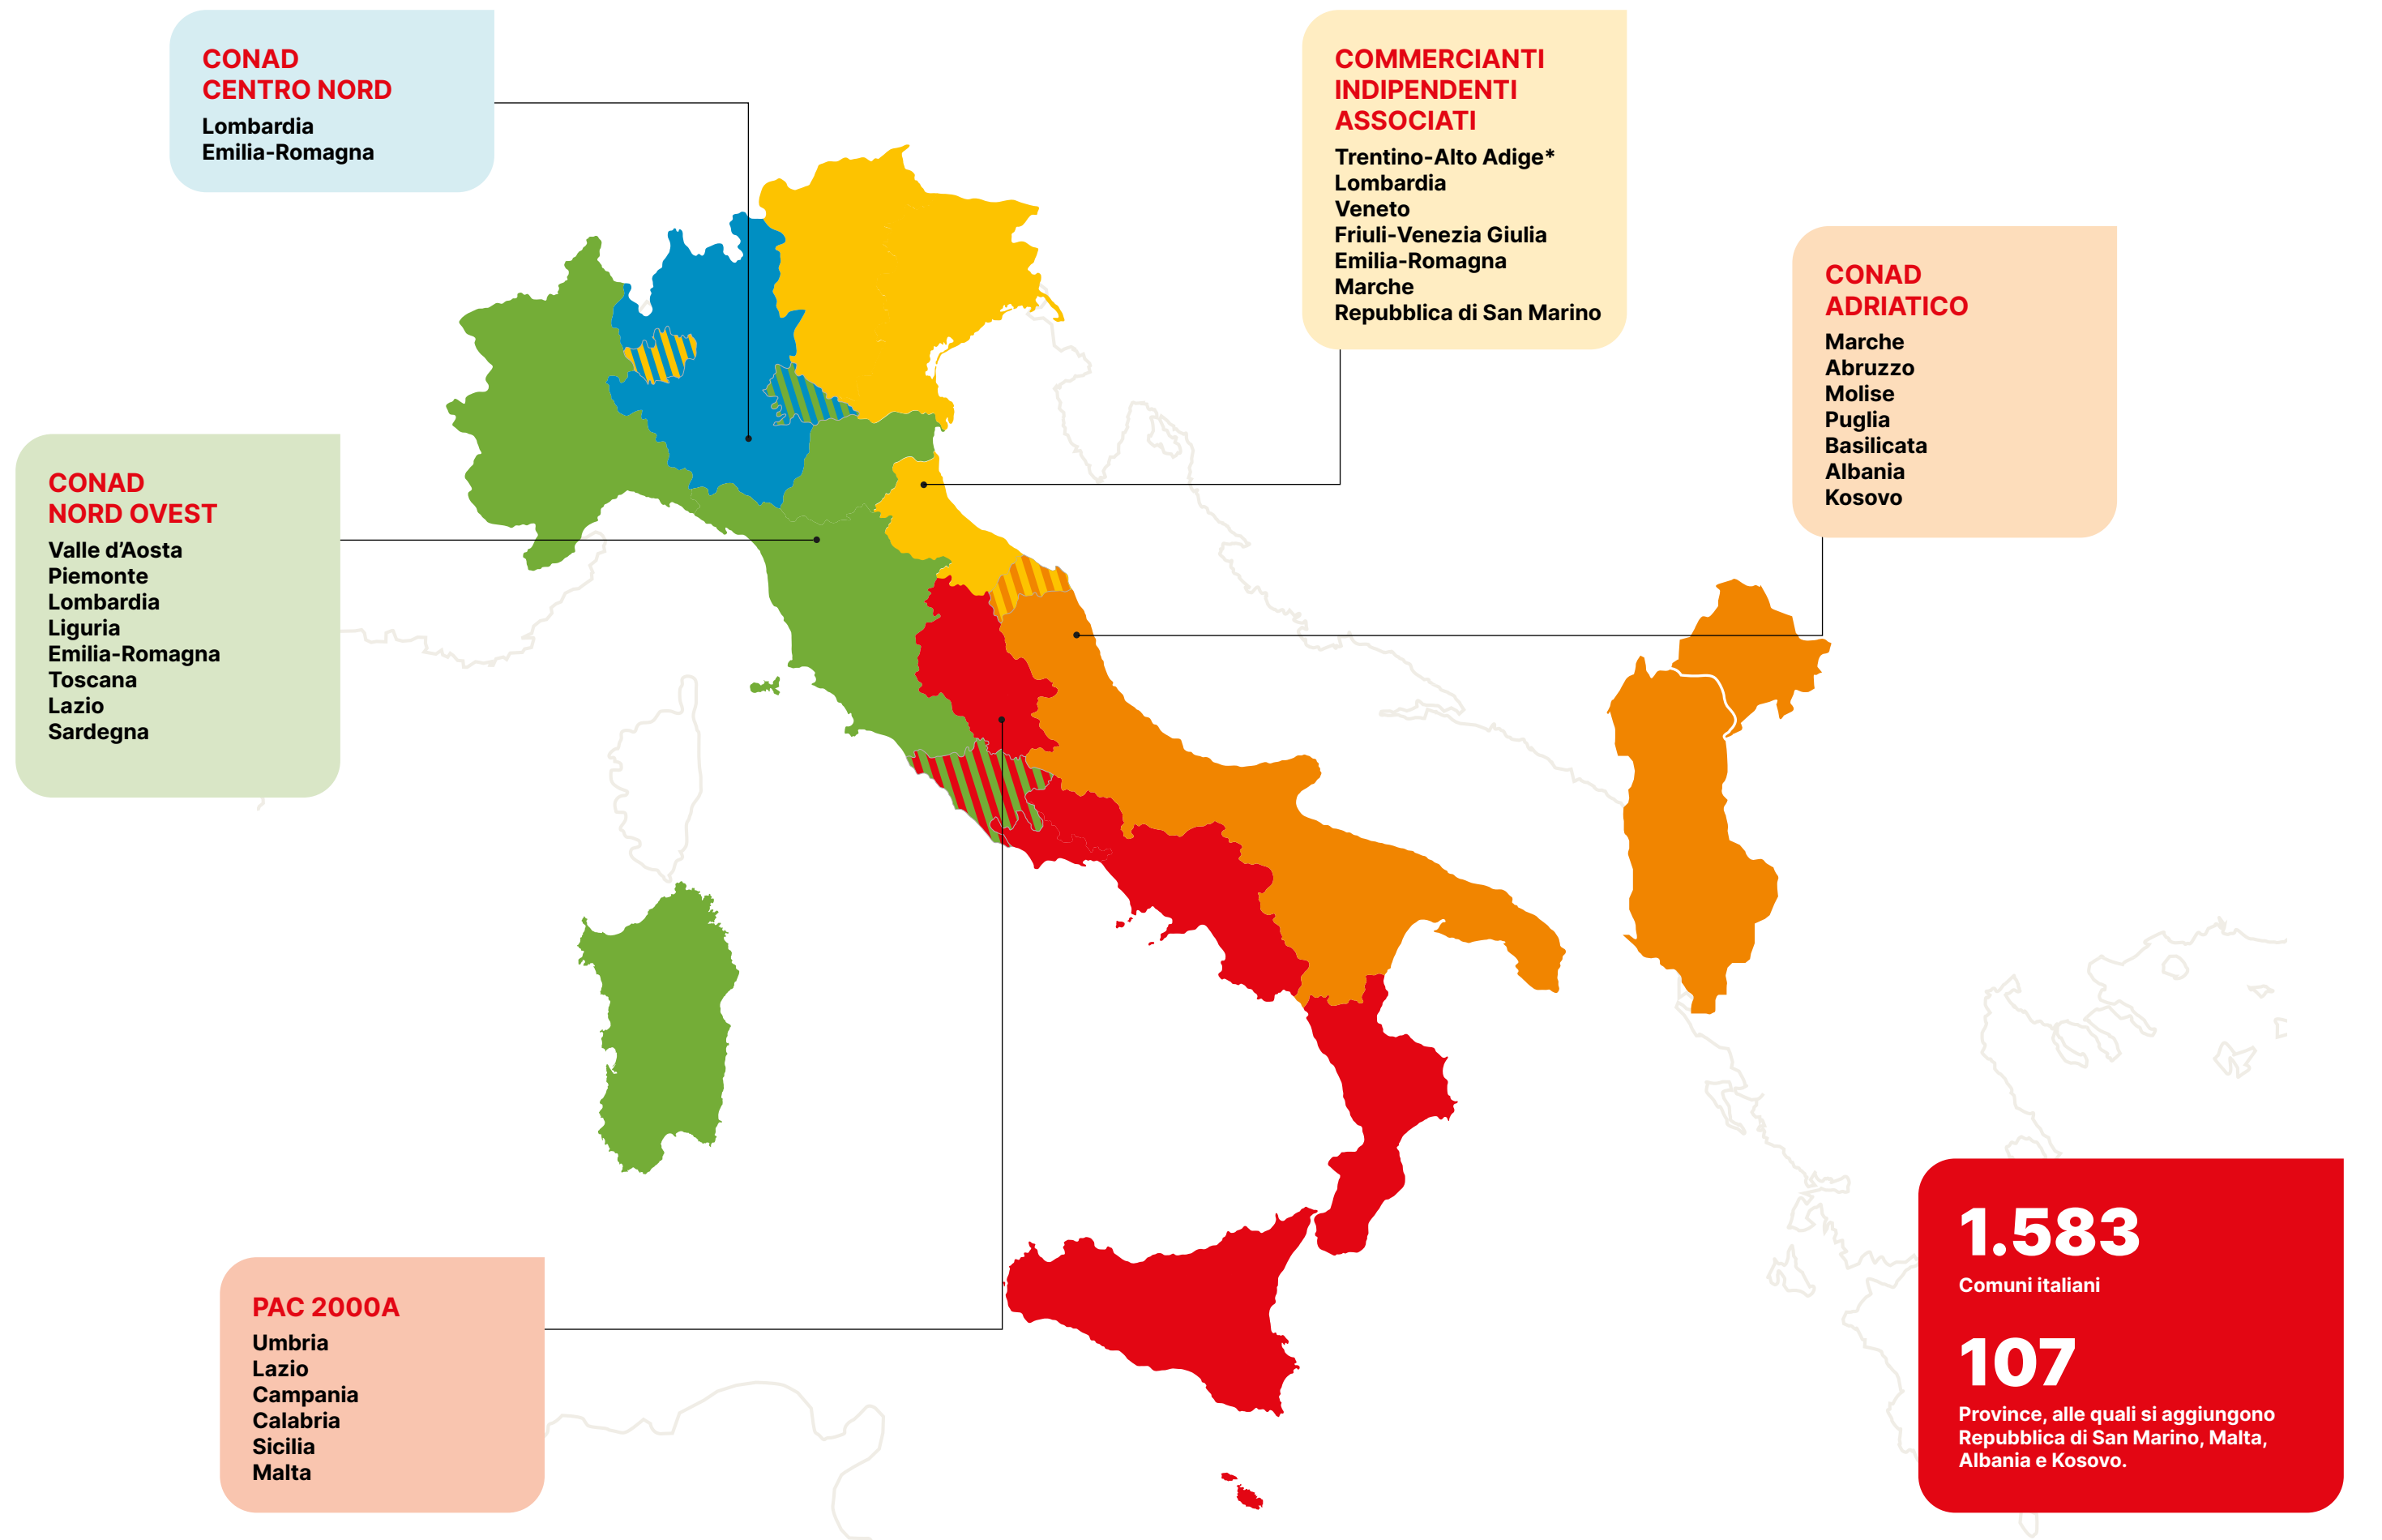 CONAD
CENTRO NORD
Lombardia
Emilia-Romagna
COMMERCIANTI
INDIPENDENTI
ASSOCIATI
Trentino-Alto Adige*
Lombardia
Veneto
Friuli-Venezia Giulia
Emilia-Romagna
Marche
Repubblica di San Marino
CONAD
ADRIATICO
Marche
Abruzzo
Molise
Puglia
Basilicata
Albania
Kosovo
CONAD
NORD OVEST
Valle d’Aosta
Piemonte
Lombardia
Liguria
Emilia-Romagna
Toscana
Lazio
Sardegna
PAC 2000A
Umbria
Lazio
Campania
Calabria
Sicilia
Malta
1.583
Comuni italiani
107
Province, alle quali si aggiungono
Repubblica di San Marino, Malta,
Albania e Kosovo.